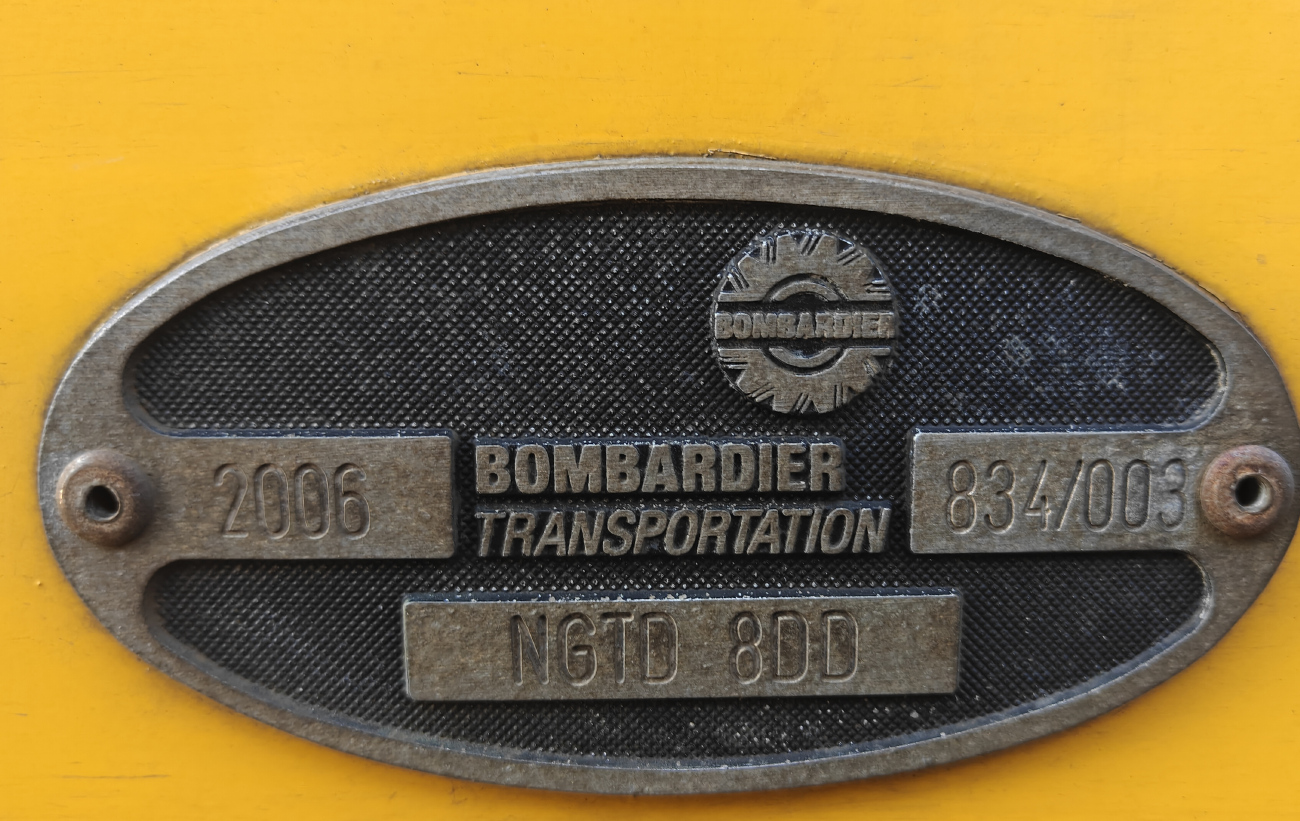 BOMBARDIER
2006
BOMBARDIER
TRANSPORTATION
834/003
NGTD 8DD